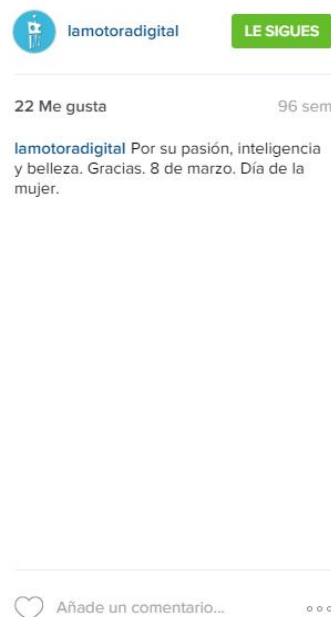 lamotoradigital
LE SIGUES
22 Me gusta
96 sem
lamotoradigital Por su pasión, inteligencia
y belleza. Gracias. 8 de marzo. Día de la
mujer.
Añade un comentario...